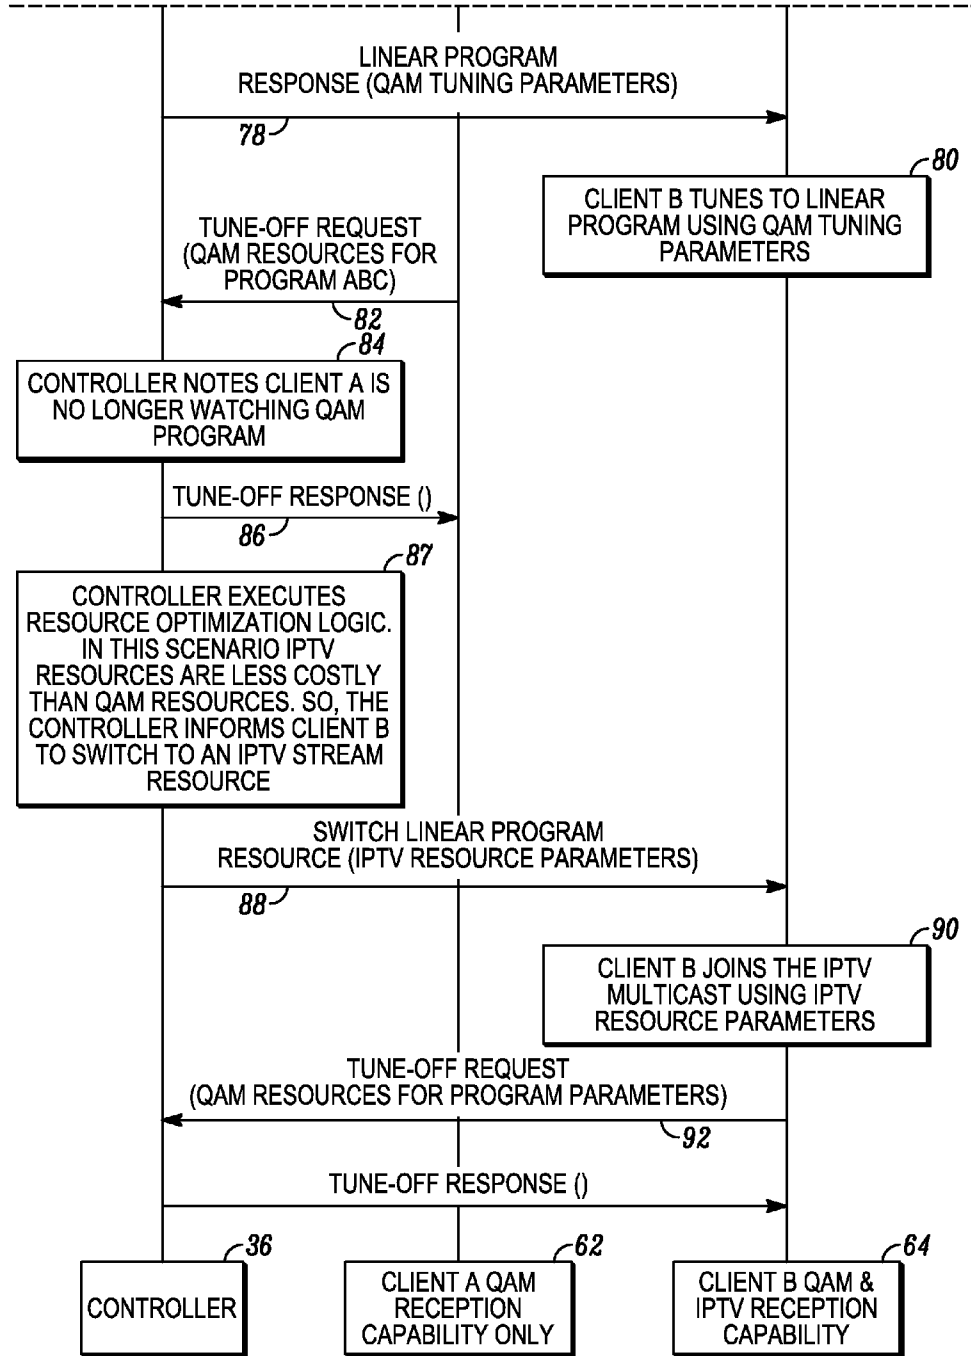 LINEAR PROGRAM
RESPONSE (QAM TUNING PARAMETERS)
78
80
CLIENT B TUNES TO LINEAR
PROGRAM USING QAM TUNING
PARAMETERS
TUNE-OFF REQUEST
(QAM RESOURCES FOR
PROGRAM ABC)
82
84
CONTROLLER NOTES CLIENT A IS
NO LONGER WATCHING QAM
PROGRAM
TUNE-OFF RESPONSE ()
86
87
CONTROLLER EXECUTES
RESOURCE OPTIMIZATION LOGIC.
IN THIS SCENARIO IPTV
RESOURCES ARE LESS COSTLY
THAN QAM RESOURCES. SO, THE
CONTROLLER INFORMS CLIENT B
TO SWITCH TO AN IPTV STREAM
RESOURCE
SWITCH LINEAR PROGRAM
RESOURCE (IPTV RESOURCE PARAMETERS)
88
90
CLIENT B JOINS THE IPTV
MULTICAST USING IPTV
RESOURCE PARAMETERS
TUNE-OFF REQUEST
(QAM RESOURCES FOR PROGRAM PARAMETERS)
92
TUNE-OFF RESPONSE ()
36
CONTROLLER
62
CLIENT A QAM
RECEPTION
CAPABILITY ONLY
64
CLIENT B QAM &
IPTV RECEPTION
CAPABILITY